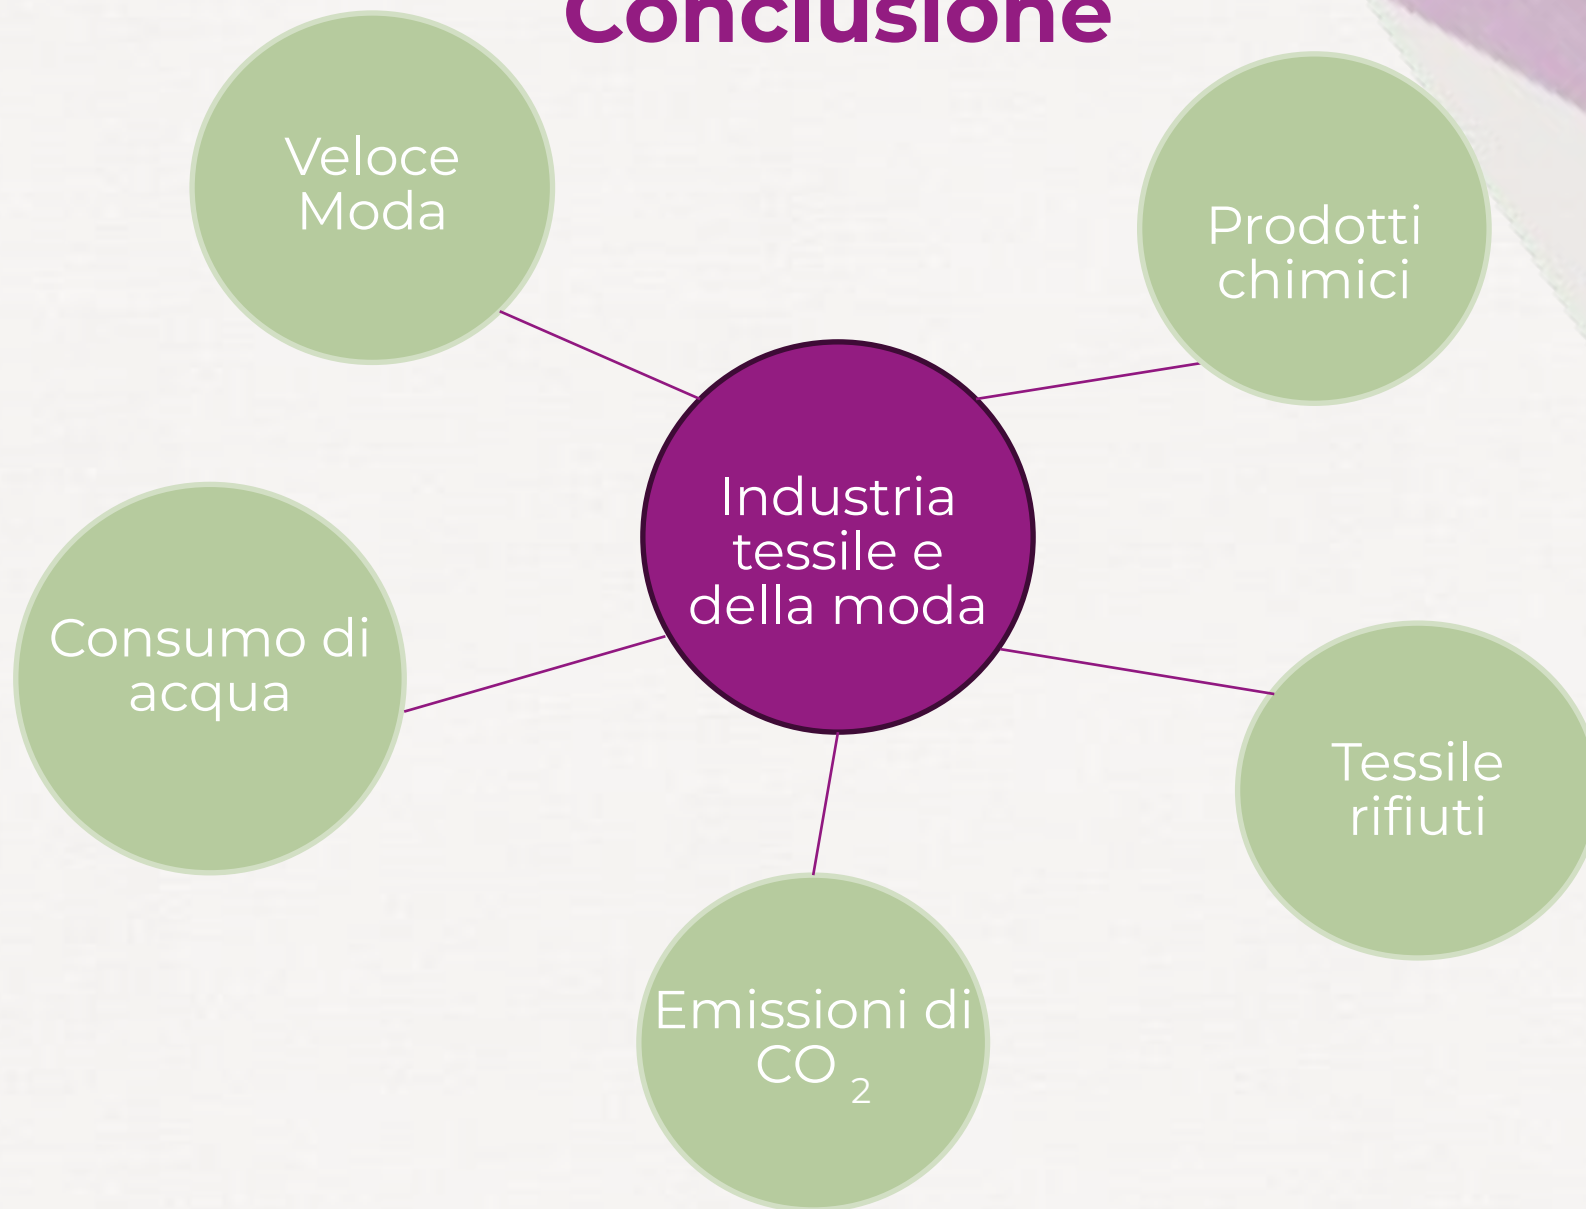 Conclusione
Veloce
Moda
Prodotti
chimici
Industria
tessile e
della moda
Consumo di
acqua
Tessile
rifiuti
Emissioni di
CO 2